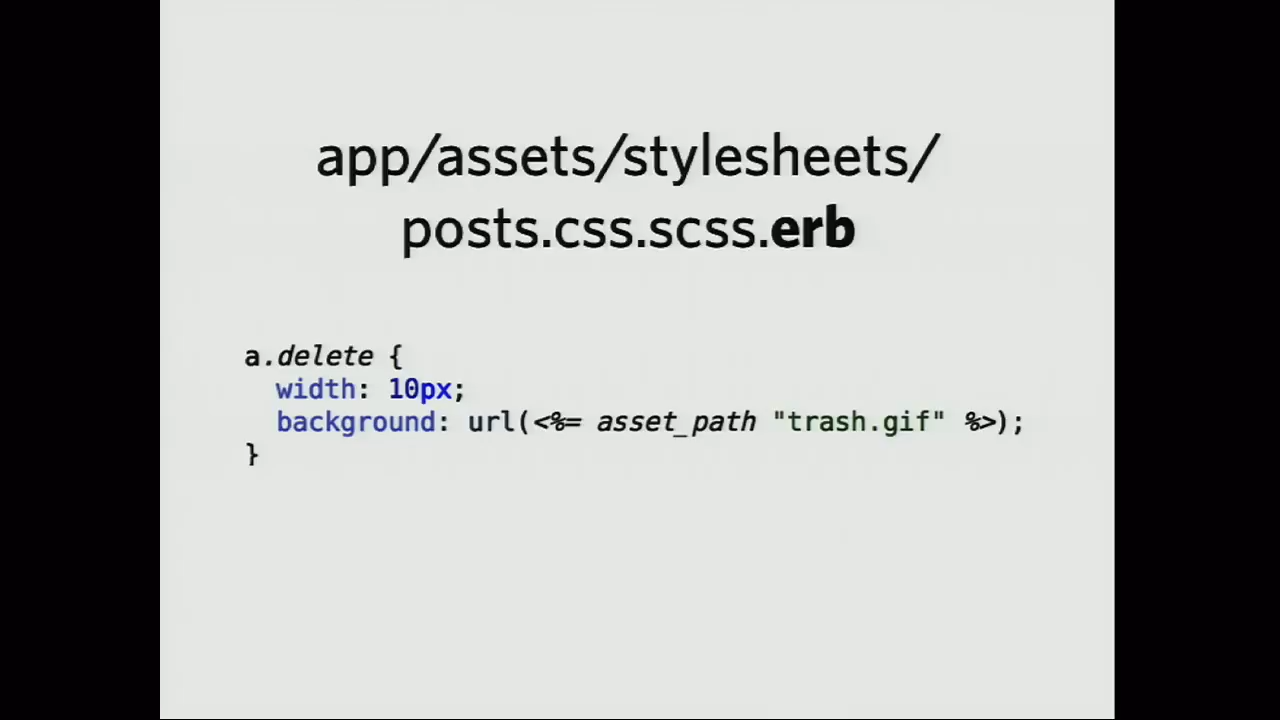 app/assets/stylesheets/
posts.css.scss.erb
a.delete {
  width: 10px;
  background: url(<%= asset_path "trash.gif" %>);
}